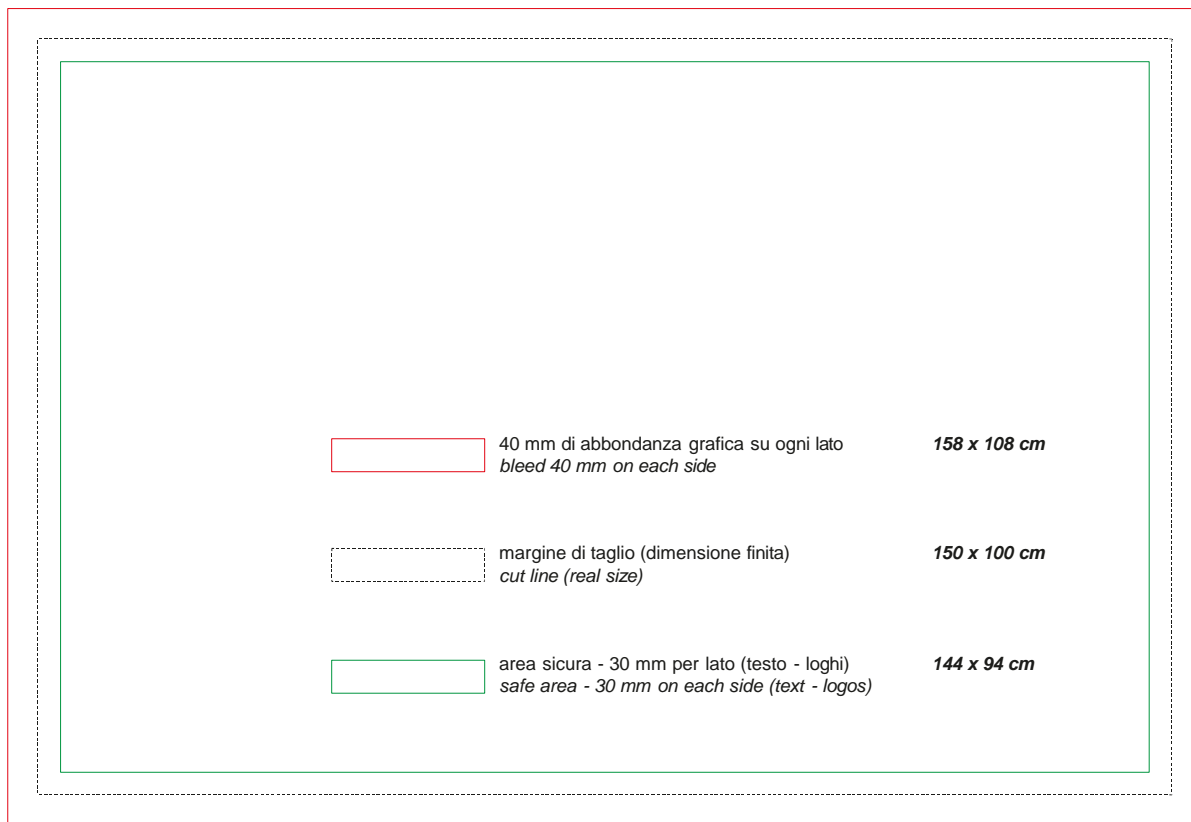 40 mm di abbondanza grafica su ogni lato 158 x 108 cm
bleed 40 mm on each side
margine di taglio (dimensione finita) 150 x 100 cm
cut line (real size)
area sicura - 30 mm per lato (testo - loghi) 144 x 94 cm
safe area - 30 mm on each side (text - logos)